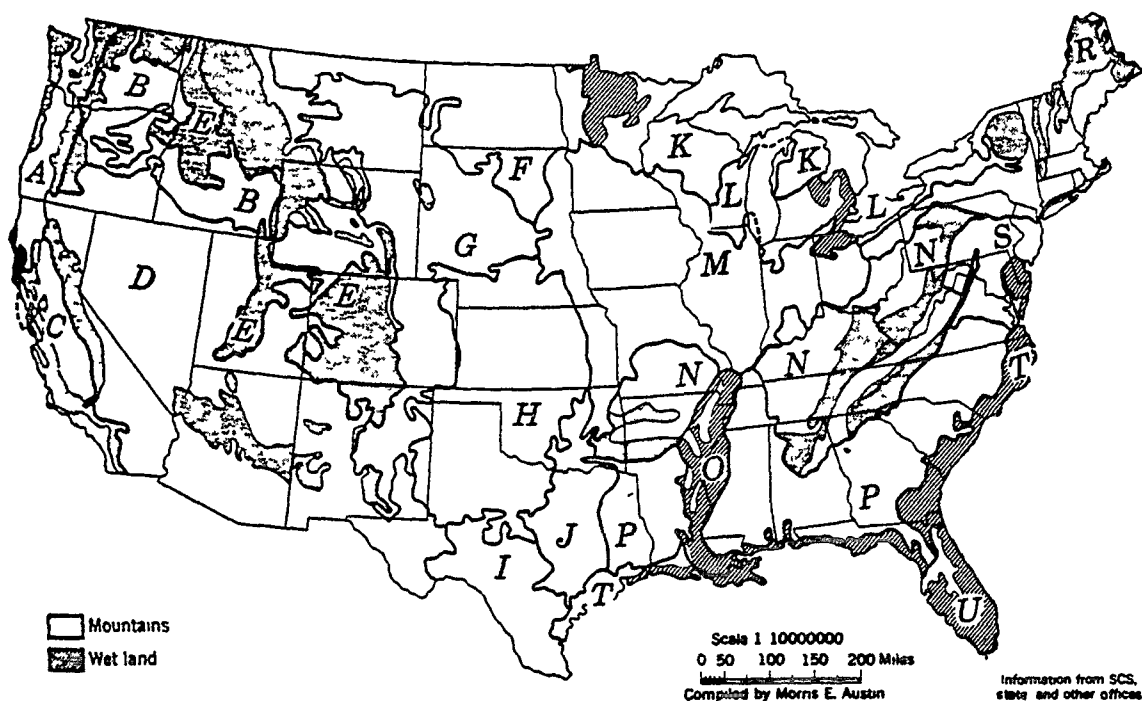 R
B
E
K
K
F
A
B
L
L
G
N
S
M
D
E
C
E
N
N
T
H
O
P
J
P
I
T
U
Mountains
Wet land
Scale 1 10000000
0 50 100 150 200 Miles
Compiled by Morris E. Austin
Information from SCS,
state and other offices